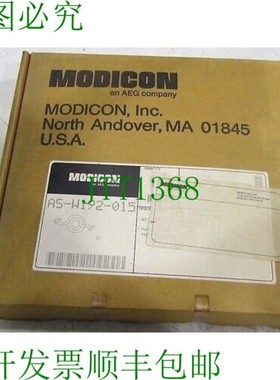 图必究
MODICON
an AEG company
MODICON, Inc.
North Andover, MA 01845
U.S.A.
jff1368
MODICON
AS-W192-015
开发票顺丰包邮